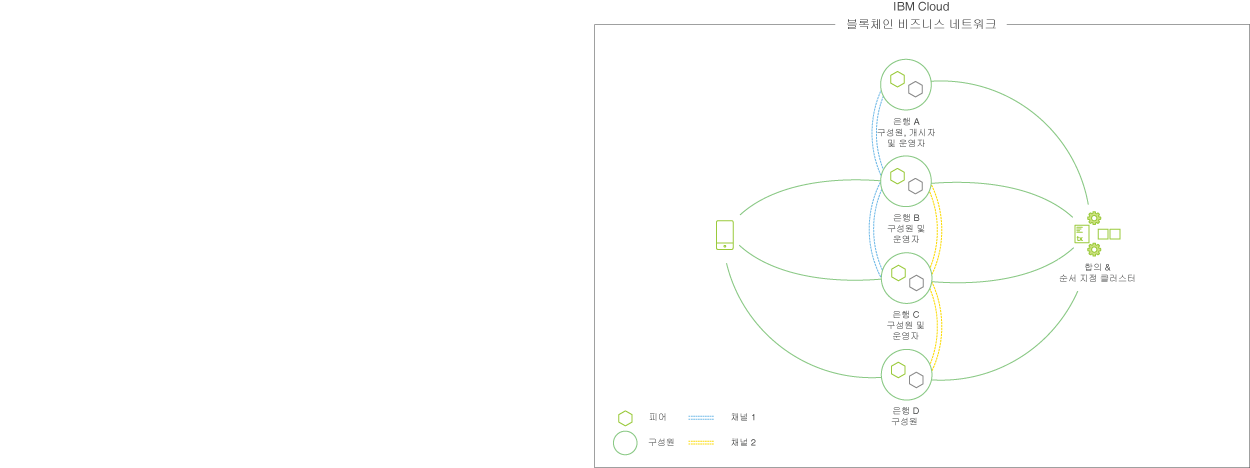 IBM Cloud
블록체인 비즈니스 네트워크
은행 A
구성원, 개시자
및 운영자
은행 B
구성원 및
운영자
합의 &
순서 지정 클러스터
은행 C
구성원 및
운영자
은행 D
구성원
피어
채널 1
구성원
채널 2